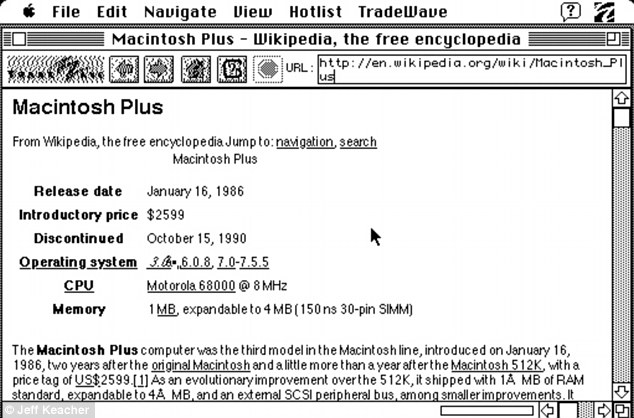 File Edit Navigate View Hotlist TradeWave
Macintosh Plus – Wikipedia, the free encyclopedia
URL: http://en.wikipedia.org/wiki/Macintosh_Pl
us
Macintosh Plus
From Wikipedia, the free encyclopedia Jump to: navigation, search
Macintosh Plus
Release date January 16, 1986
Introductory price $2599
Discontinued October 15, 1990
Operating system 6.0.8, 7.0-7.5.5
CPU Motorola 68000 @ 8 MHz
Memory 1 MB, expandable to 4 MB (150 ns 30-pin SIMM)
The Macintosh Plus computer was the third model in the Macintosh line, introduced on January 16,
1986, two years after the original Macintosh and a little more than a year after the Macintosh 512K, with a
price tag of US$2599.[1] As an evolutionary improvement over the 512K, it shipped with 1Â MB of RAM
standard, expandable to 4Â MB, and an external SCSI peripheral bus, among smaller improvements. It
© Jeff Keacher